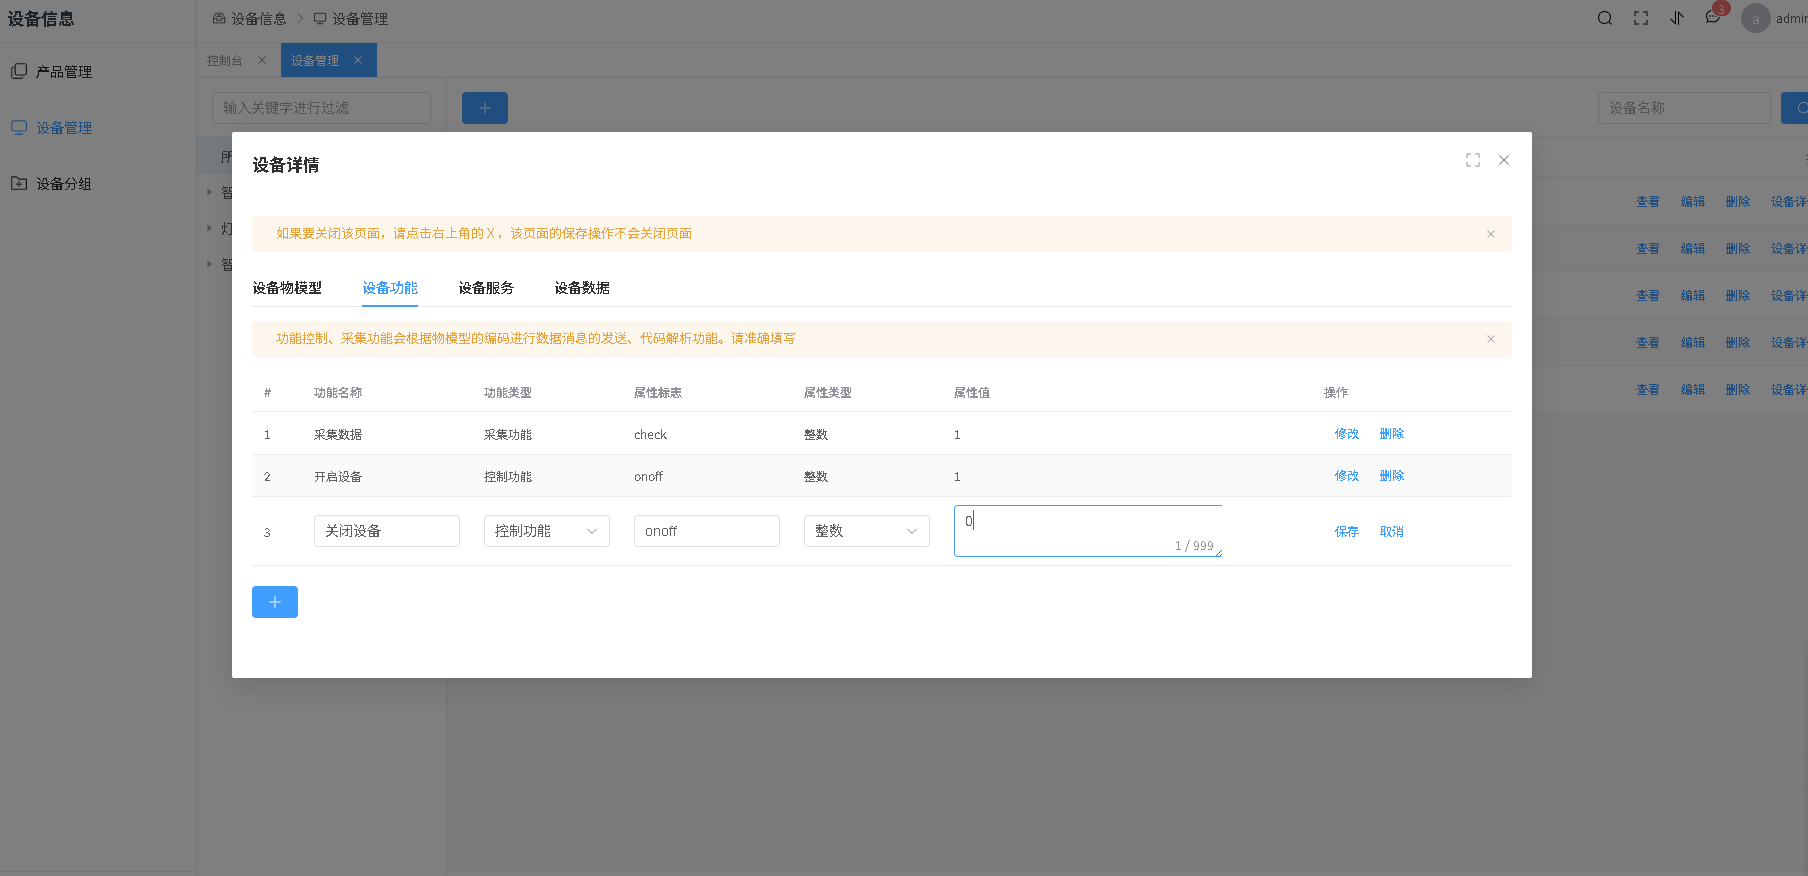 设备信息
设备信息 > 设备管理
3
a
admin
产品管理
设备管理
设备分组
控制台
设备管理
输入关键字进行过滤
设备名称
所
智
灯
智
查看 编辑 删除 设备详
查看 编辑 删除 设备详
查看 编辑 删除 设备详
查看 编辑 删除 设备详
查看 编辑 删除 设备详
设备详情
如果要关闭该页面，请点击右上角的 X ，该页面的保存操作不会关闭页面
设备物模型 设备功能 设备服务 设备数据
功能控制、采集功能会根据物模型的编码进行数据消息的发送、代码解析功能。请准确填写
# 功能名称 功能类型 属性标志 属性类型 属性值 操作
1 采集数据 采集功能 check 整数 1 修改 删除
2 开启设备 控制功能 onoff 整数 1 修改 删除
3 关闭设备 控制功能 onoff 整数 0 保存 取消
1 / 999